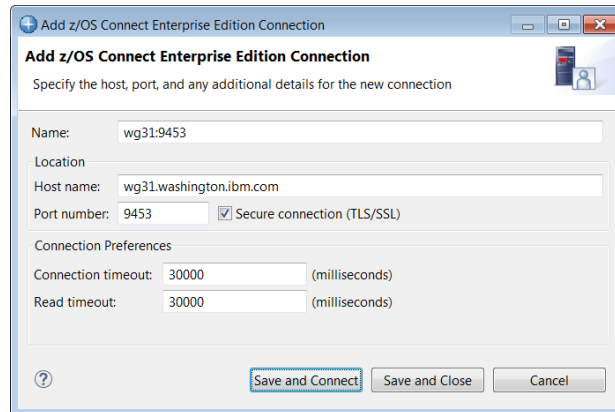 Add z/OS Connect Enterprise Edition Connection
Add z/OS Connect Enterprise Edition Connection
Specify the host, port, and any additional details for the new connection
Name: wg31:9453
Location
Host name: wg31.washington.ibm.com
Port number: 9453 Secure connection (TLS/SSL)
Connection Preferences
Connection timeout: 30000 (milliseconds)
Read timeout: 30000 (milliseconds)
? Save and Connect Save and Close Cancel